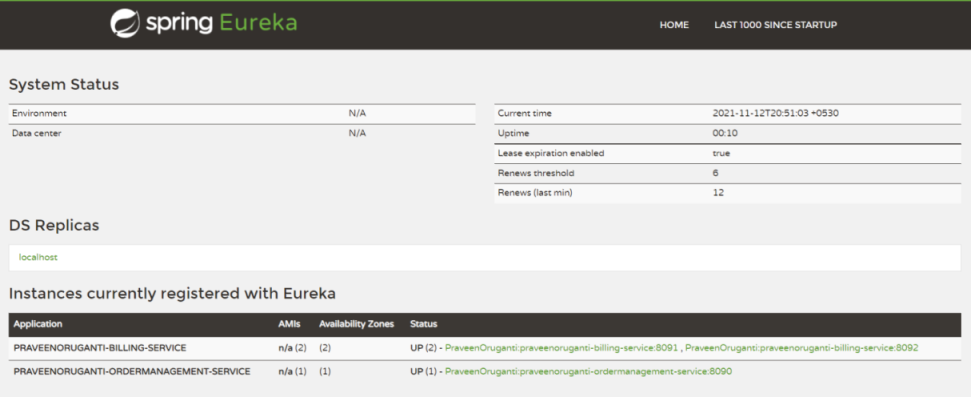 spring Eureka HOME LAST 1000 SINCE STARTUP
System Status
Environment N/A Current time 2021-11-12T20:51:03 +0530
Data center N/A Uptime 00:10
Lease expiration enabled true
Renews threshold 6
Renews (last min) 12
DS Replicas
localhost
Instances currently registered with Eureka
Application AMIs Availability Zones Status
PRAVEENORUGANTI-BILLING-SERVICE n/a (2) (2) UP (2) - PraveenOruganti:praveenoruganti-billing-service:8091 , PraveenOruganti:praveenoruganti-billing-service:8092
PRAVEENORUGANTI-ORDERMANAGEMENT-SERVICE n/a (1) (1) UP (1) - PraveenOruganti:praveenoruganti-ordermanagement-service:8090